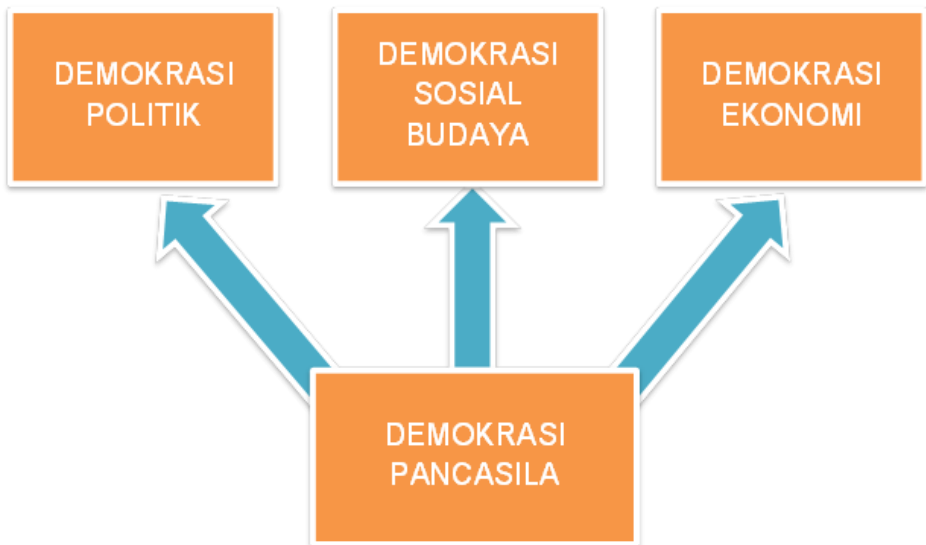 DEMOKRASI
POLITIK
DEMOKRASI
SOSIAL
BUDAYA
DEMOKRASI
EKONOMI
DEMOKRASI
PANCASILA